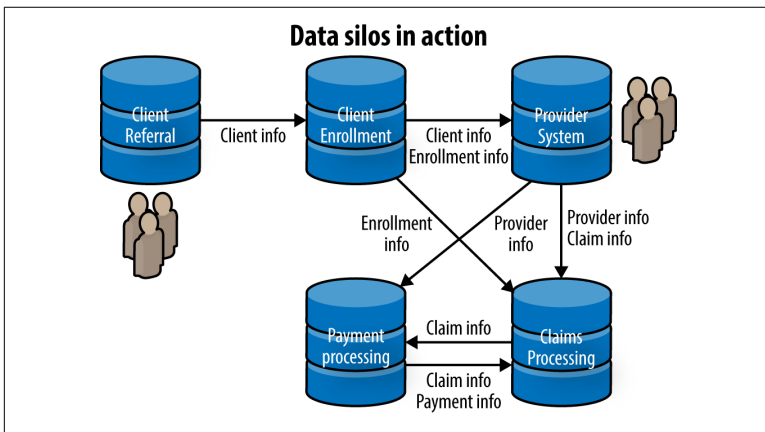 Data silos in action
Client
Referral
Client info
Client
Enrollment
Client info
Enrollment info
Provider
System
Enrollment
info
Provider
info
Provider info
Claim info
Payment
processing
Claim info
Claim info
Payment info
Claims
Processing